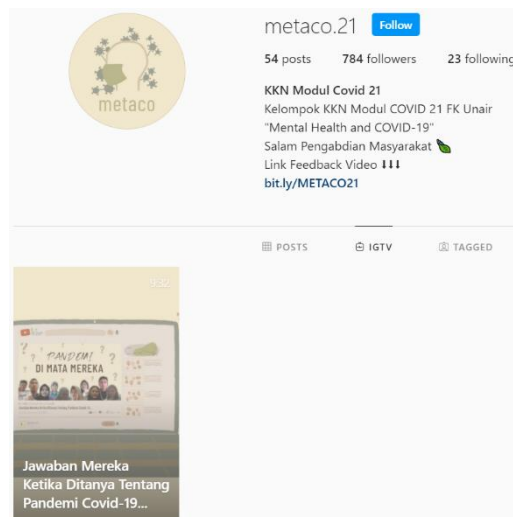 metaco
metaco.21 Follow
54 posts 784 followers 23 following
KKN Modul Covid 21
Kelompok KKN Modul COVID 21 FK Unair
"Mental Health and COVID-19"
Salam Pengabdian Masyarakat
Link Feedback Video ⬇⬇⬇
bit.ly/METACO21
POSTS IGTV TAGGED
PANDEMI
DI MATA MEREKA
Jawaban Mereka
Ketika Ditanya Tentang
Pandemi Covid-19...